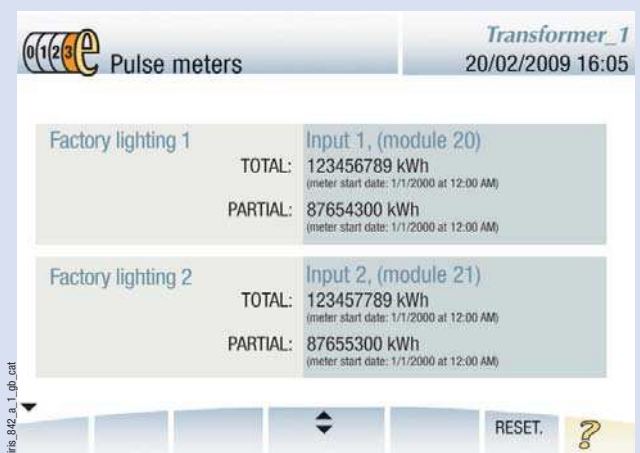 0123e
Pulse meters
Transformer_1
20/02/2009 16:05
Factory lighting 1
Input 1, (module 20)
TOTAL: 123456789 kWh
(meter start date: 1/1/2000 at 12:00 AM)
PARTIAL: 87654300 kWh
(meter start date: 1/1/2000 at 12:00 AM)
Factory lighting 2
Input 2, (module 21)
TOTAL: 123457789 kWh
(meter start date: 1/1/2000 at 12:00 AM)
PARTIAL: 87655300 kWh
(meter start date: 1/1/2000 at 12:00 AM)
RESET.
?
iris_842_a_1_gb_cat